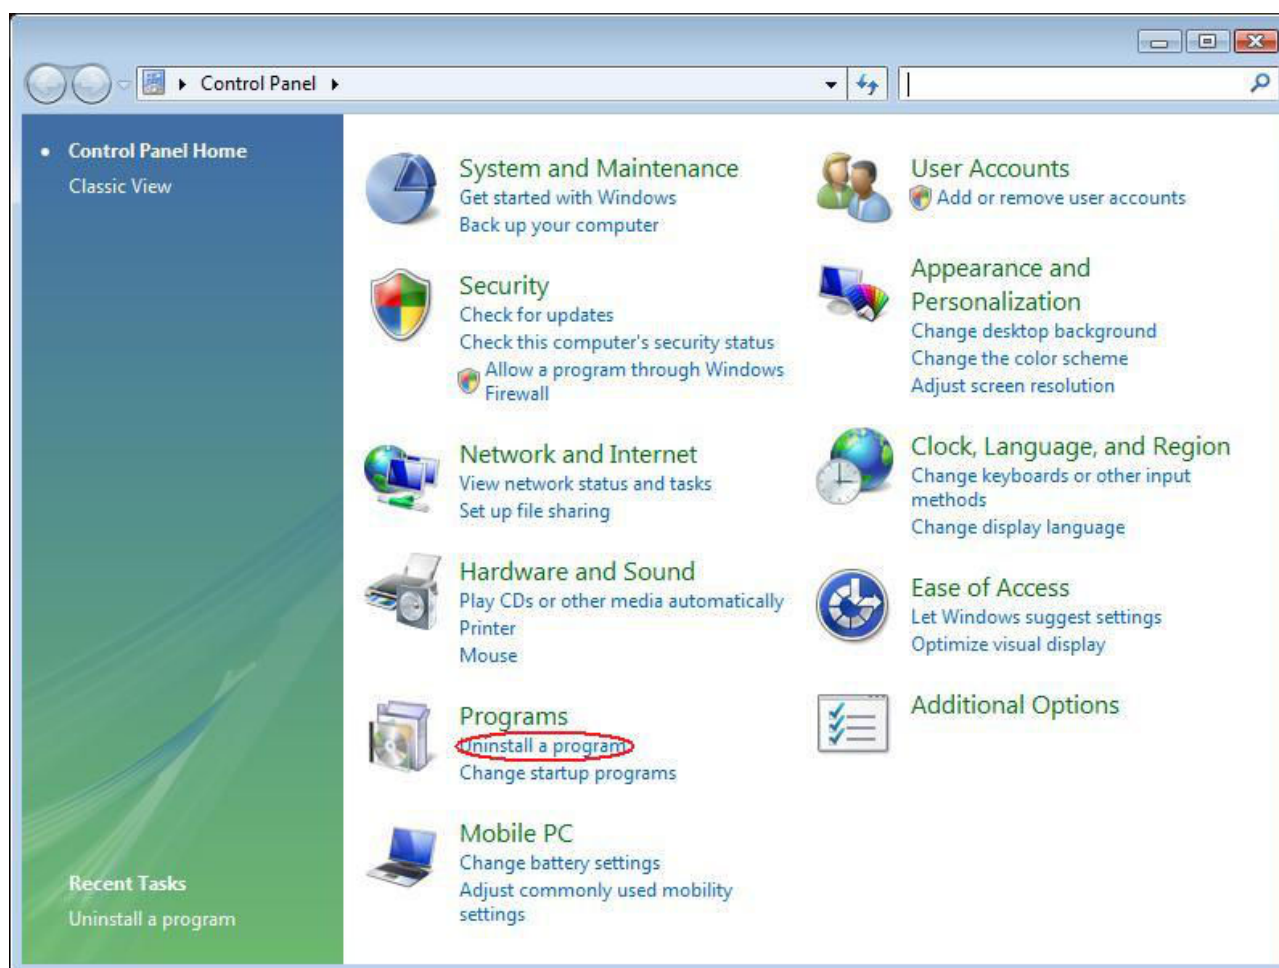 Control Panel
Control Panel Home
Classic View
System and Maintenance
Get started with Windows
Back up your computer
Security
Check for updates
Check this computer's security status
Allow a program through Windows
Firewall
Network and Internet
View network status and tasks
Set up file sharing
Hardware and Sound
Play CDs or other media automatically
Printer
Mouse
Programs
Uninstall a program
Change startup programs
Mobile PC
Change battery settings
Adjust commonly used mobility
settings
User Accounts
Add or remove user accounts
Appearance and
Personalization
Change desktop background
Change the color scheme
Adjust screen resolution
Clock, Language, and Region
Change keyboards or other input
methods
Change display language
Ease of Access
Let Windows suggest settings
Optimize visual display
Additional Options
Recent Tasks
Uninstall a program